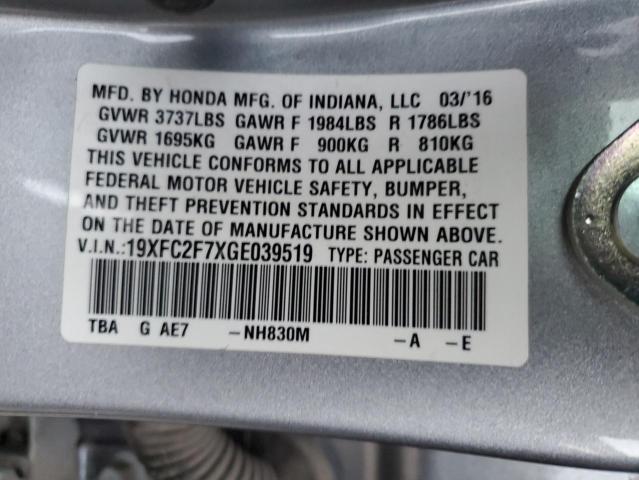 MFD. BY HONDA MFG. OF INDIANA, LLC 03/'16
GVWR 3737LBS GAWR F 1984LBS R 1786LBS
GVWR 1695KG GAWR F 900KG R 810KG
THIS VEHICLE CONFORMS TO ALL APPLICABLE
FEDERAL MOTOR VEHICLE SAFETY, BUMPER,
AND THEFT PREVENTION STANDARDS IN EFFECT
ON THE DATE OF MANUFACTURE SHOWN ABOVE.
V.I.N.:19XFC2F7XGE039519 TYPE: PASSENGER CAR
TBA G AE7 -NH830M -A -E